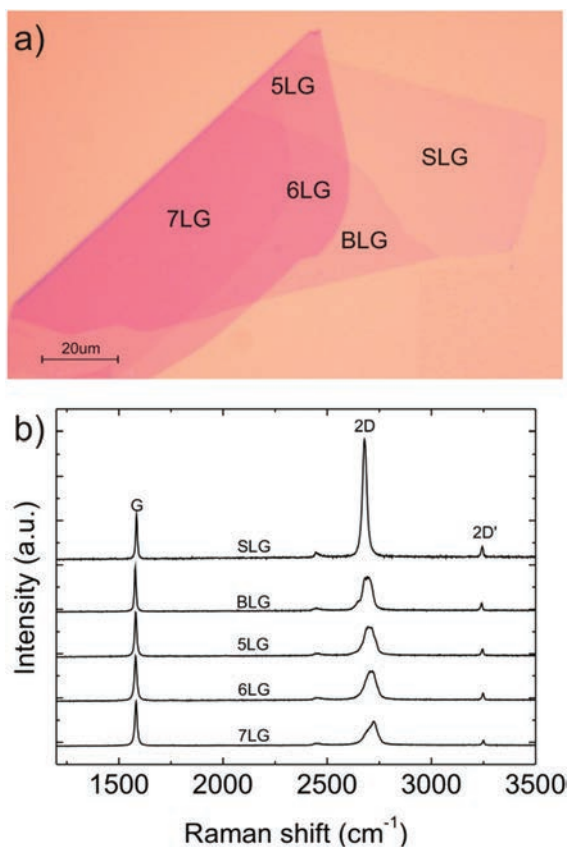 a)
5LG
SLG
6LG
7LG
BLG
20um
b)
2D
G
2D'
SLG
BLG
5LG
6LG
7LG
Intensity (a.u.)
1500 2000 2500 3000 3500
Raman shift (cm⁻¹)